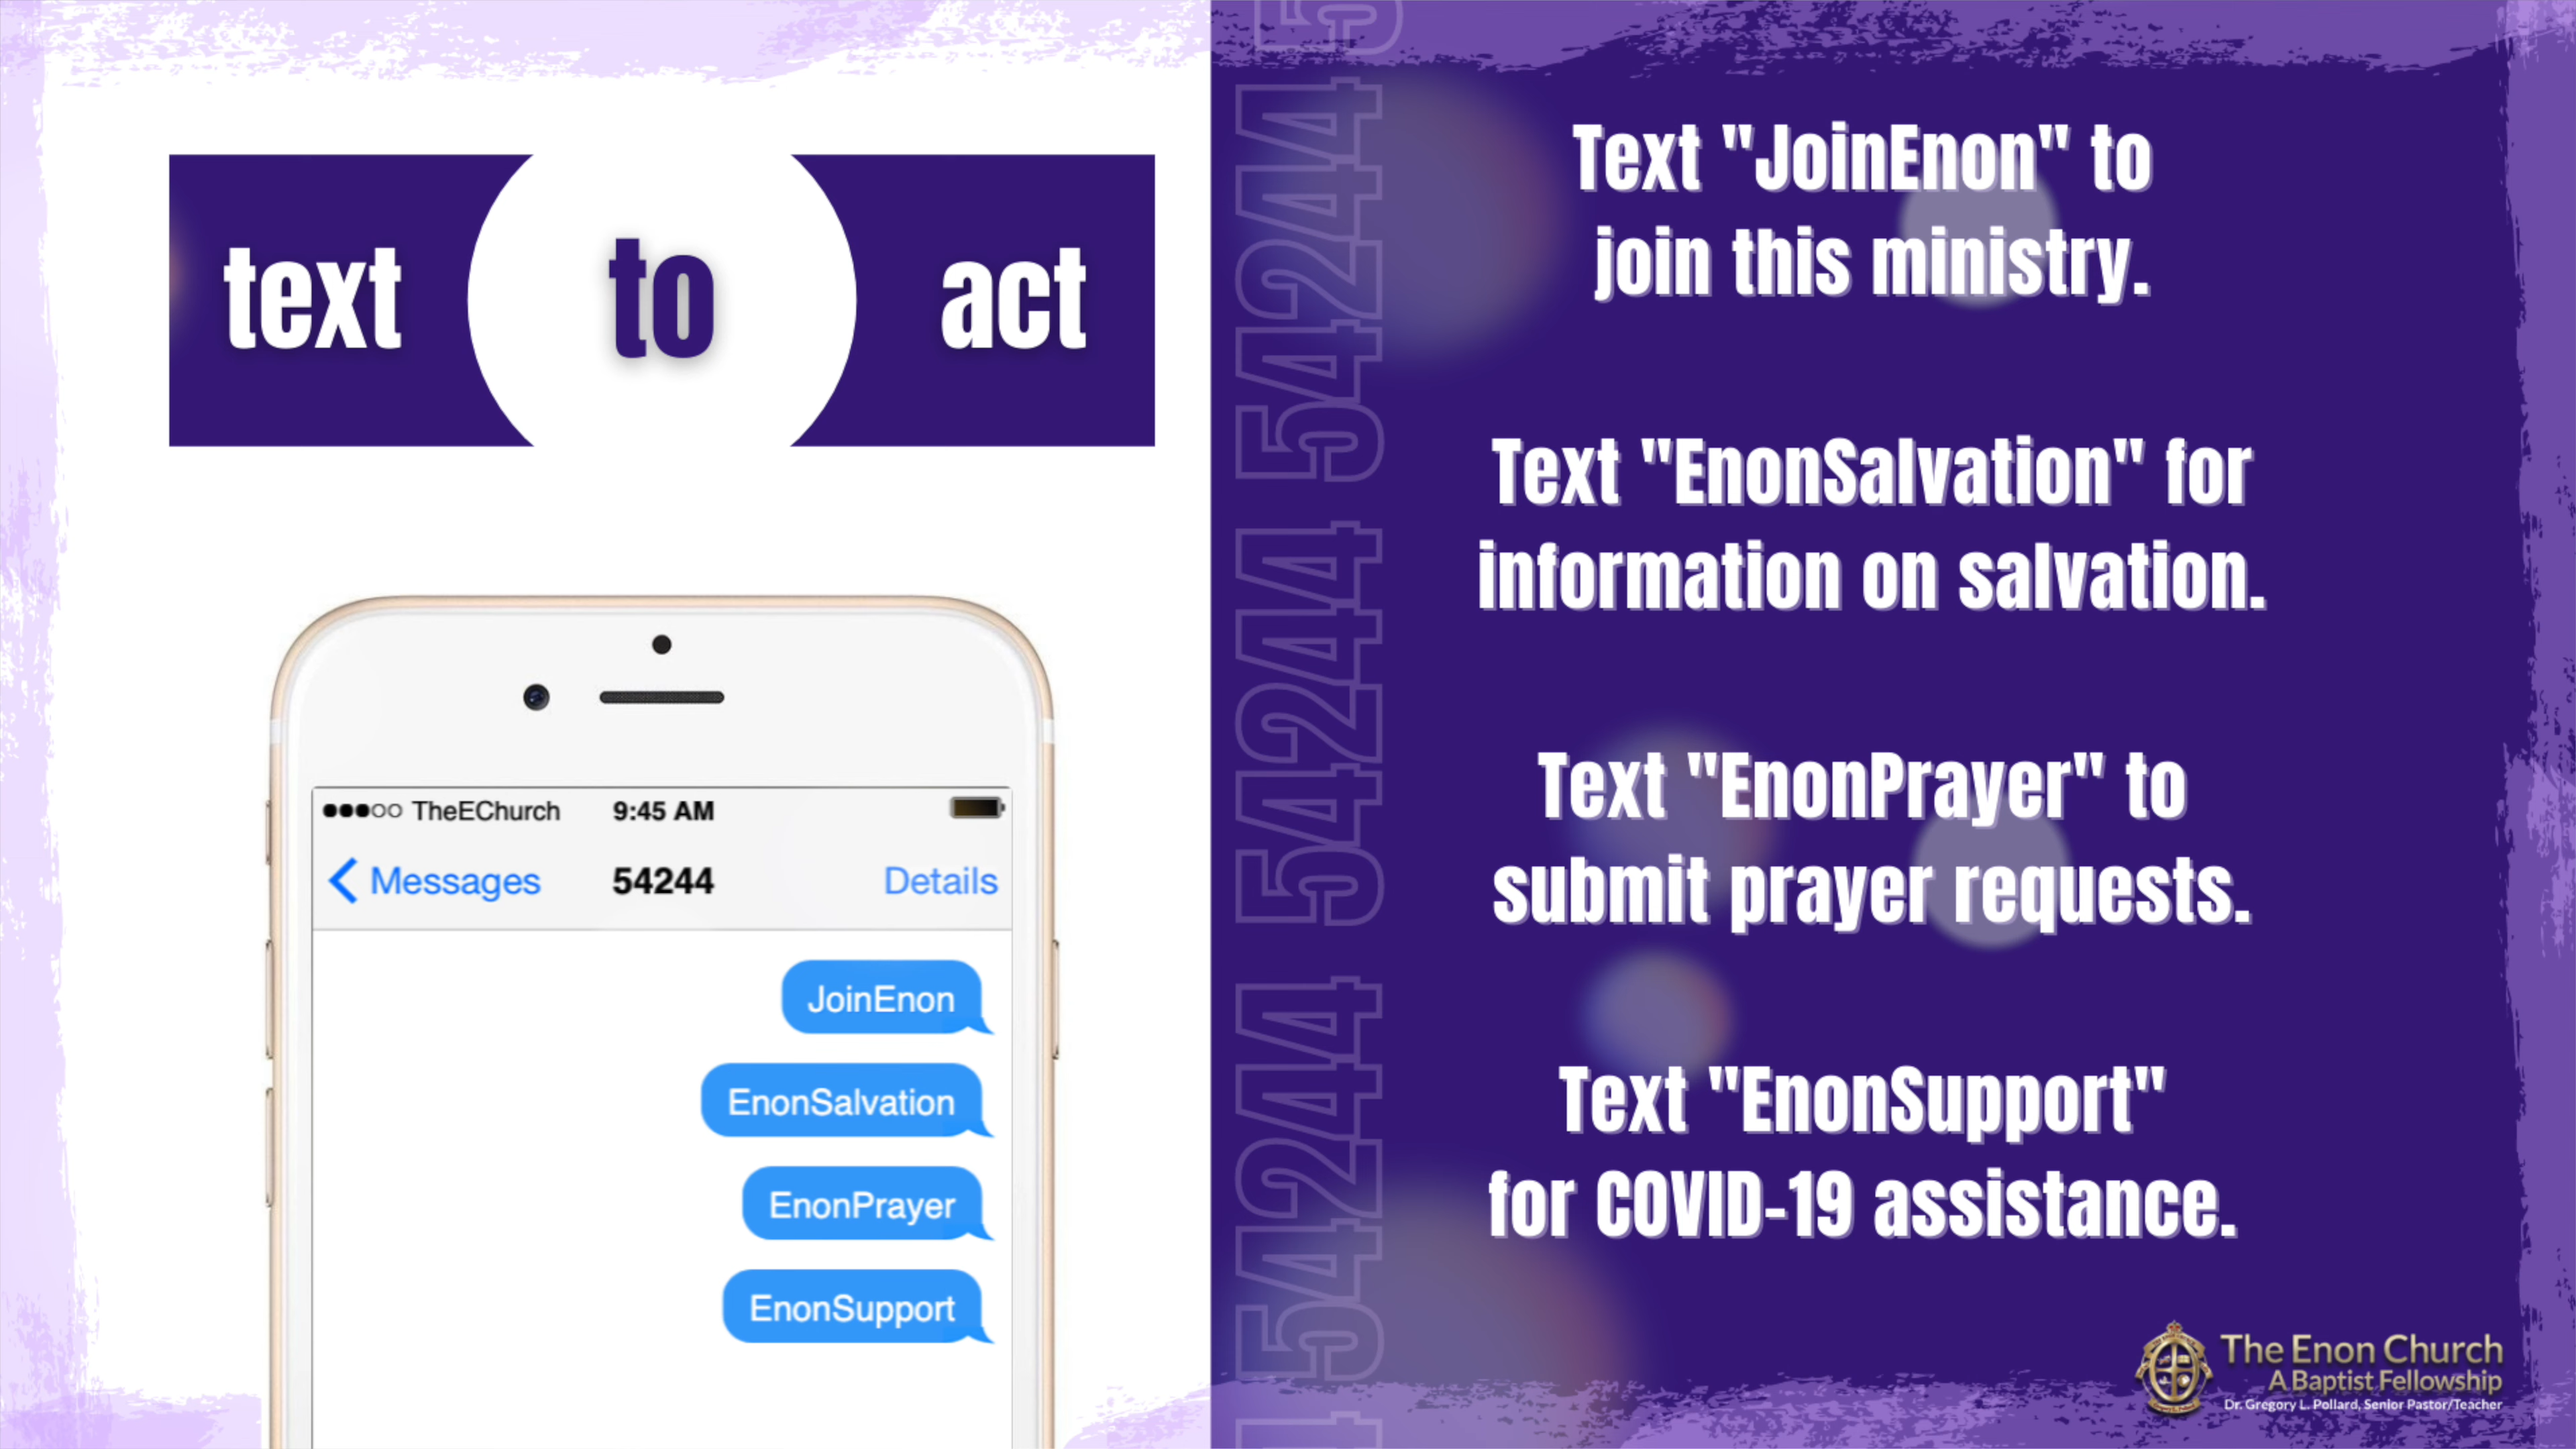 text to act
TheEChurch 9:45 AM
Messages 54244 Details
JoinEnon
EnonSalvation
EnonPrayer
EnonSupport
54244 54244 54244 5
Text "JoinEnon" to
join this ministry.
Text "EnonSalvation" for
information on salvation.
Text "EnonPrayer" to
submit prayer requests.
Text "EnonSupport"
for COVID-19 assistance.
The Enon Church
A Baptist Fellowship
Dr. Gregory L. Pollard, Senior Pastor/Teacher